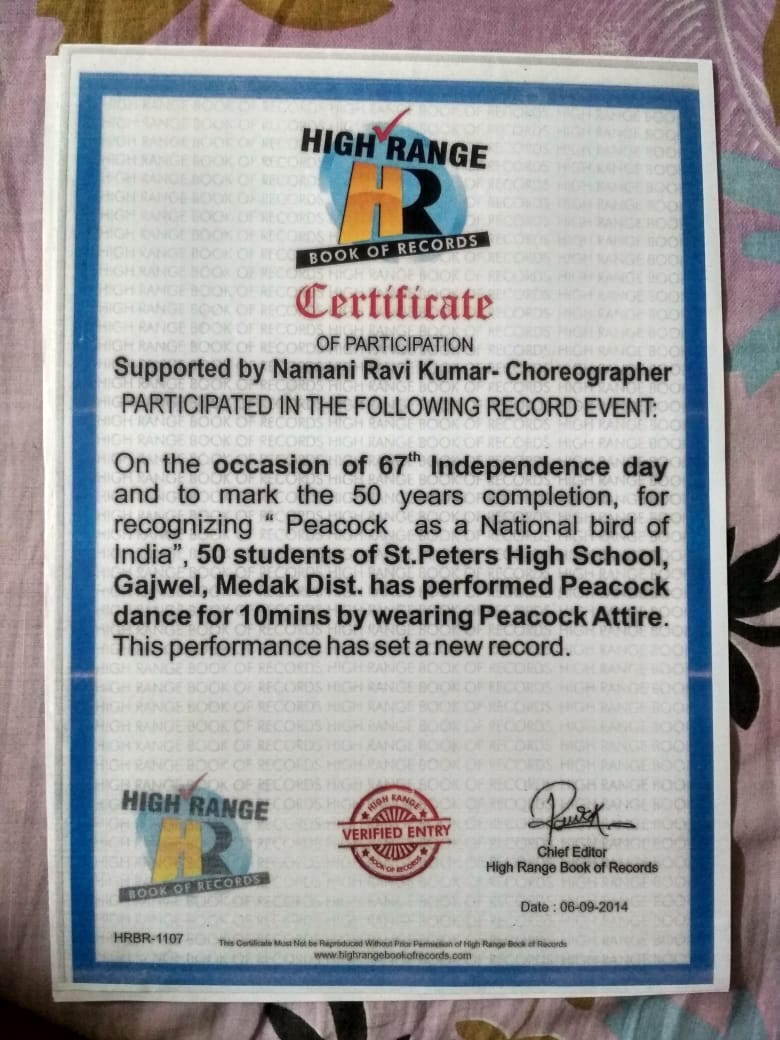 HIGH RANGE
HR
BOOK OF RECORDS
Certificate
OF PARTICIPATION
Supported by Namani Ravi Kumar- Choreographer
PARTICIPATED IN THE FOLLOWING RECORD EVENT:
On the occasion of 67th Independence day
and to mark the 50 years completion, for
recognizing “ Peacock as a National bird of
India”, 50 students of St.Peters High School,
Gajwel, Medak Dist. has performed Peacock
dance for 10mins by wearing Peacock Attire.
This performance has set a new record.
HIGH RANGE
HR
BOOK OF RECORDS
HIGH RANGE
VERIFIED ENTRY
BOOK OF RECORDS
Chief Editor
High Range Book of Records
Date : 06-09-2014
HRBR-1107
This Certificate Must Not be Reproduced Without Prior Permission of High Range Book of Records
www.highrangebookofrecords.com